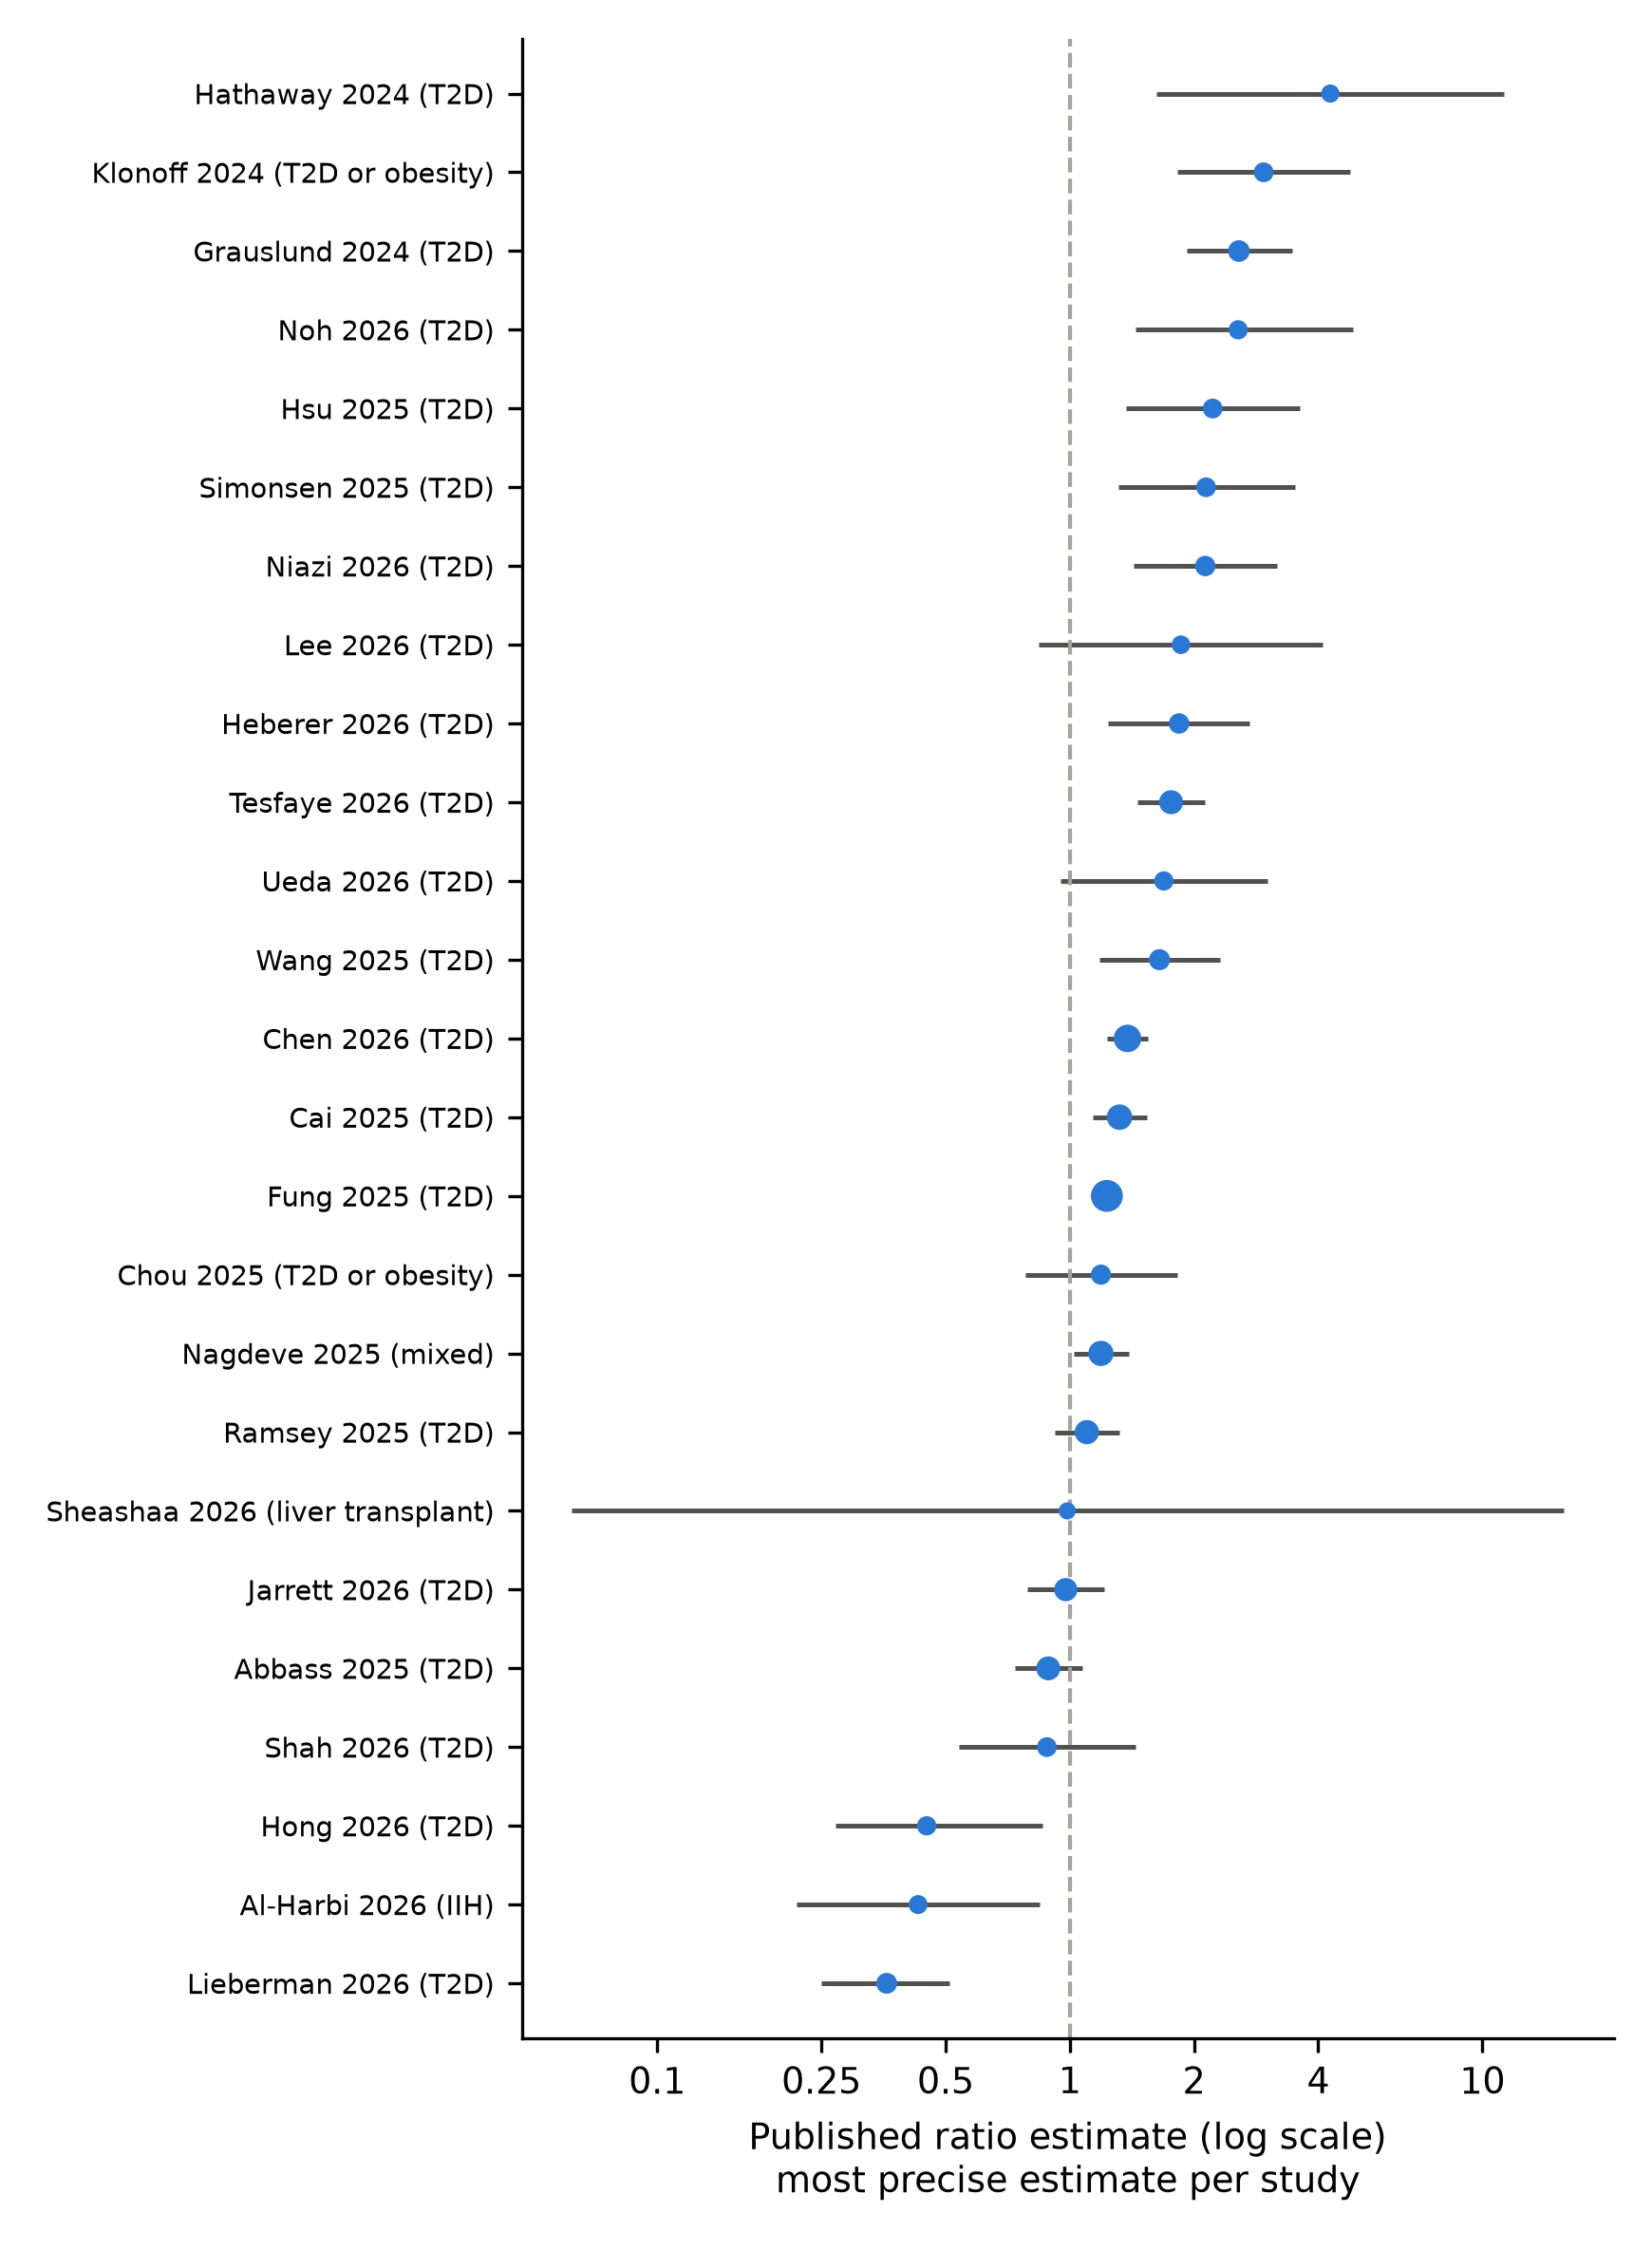 Hathaway 2024 (T2D)
Klonoff 2024 (T2D or obesity)
Grauslund 2024 (T2D)
Noh 2026 (T2D)
Hsu 2025 (T2D)
Simonsen 2025 (T2D)
Niazi 2026 (T2D)
Lee 2026 (T2D)
Heberer 2026 (T2D)
Tesfaye 2026 (T2D)
Ueda 2026 (T2D)
Wang 2025 (T2D)
Chen 2026 (T2D)
Cai 2025 (T2D)
Fung 2025 (T2D)
Chou 2025 (T2D or obesity)
Nagdeve 2025 (mixed)
Ramsey 2025 (T2D)
Sheashaa 2026 (liver transplant)
Jarrett 2026 (T2D)
Abbass 2025 (T2D)
Shah 2026 (T2D)
Hong 2026 (T2D)
Al-Harbi 2026 (IIH)
Lieberman 2026 (T2D)
0.1 0.25 0.5 1 2 4 10
Published ratio estimate (log scale)
most precise estimate per study